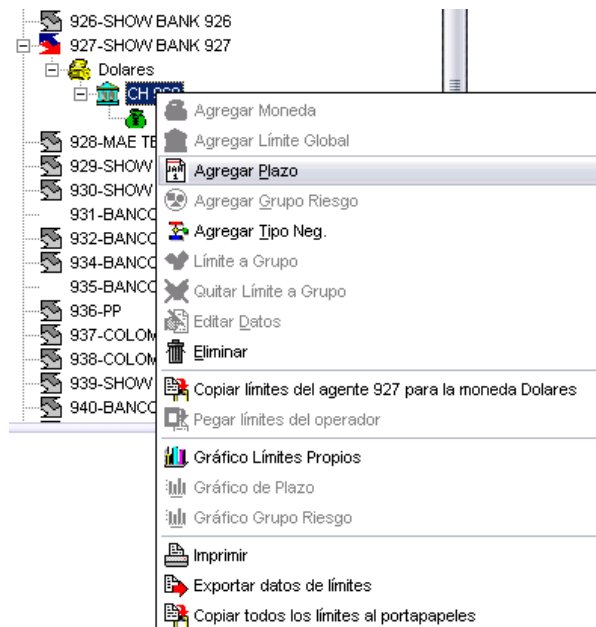 926-SHOW BANK 926
927-SHOW BANK 927
Dolares
CH
928-MAE
929-SHOW
930-SHOW
931-BANCO
932-BANCO
934-BANCO
935-BANCO
936-PP
937-COLOM
938-COLOM
939-SHOW
940-BANCO
Agregar Moneda
Agregar Límite Global
Agregar Plazo
Agregar Grupo Riesgo
Agregar Tipo Neg.
Límite a Grupo
Quitar Límite a Grupo
Editar Datos
Eliminar
Copiar límites del agente 927 para la moneda Dolares
Pegar límites del operador
Gráfico Límites Propios
Gráfico de Plazo
Gráfico Grupo Riesgo
Imprimir
Exportar datos de límites
Copiar todos los límites al portapapeles